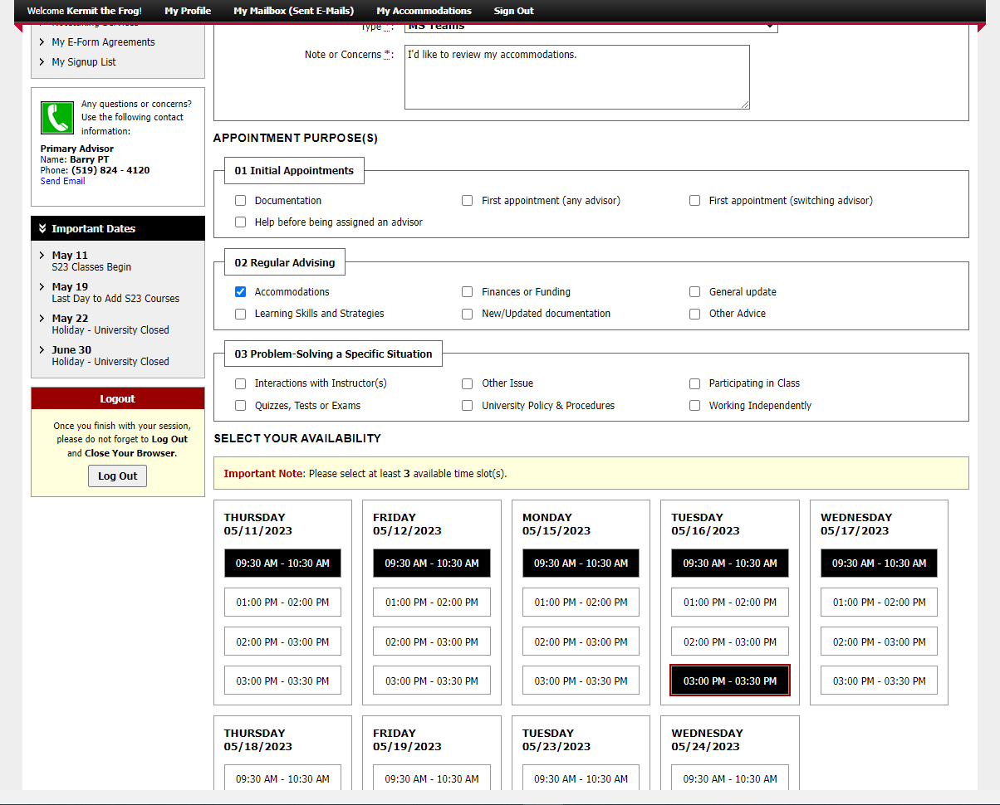 Welcome Kermit the Frog!
My Profile
My Mailbox (Sent E-Mails)
My Accommodations
Sign Out
My E-Form Agreements
My Signup List
Any questions or concerns?
Use the following contact
information:
Primary Advisor
Name: Barry PT
Phone: (519) 824 - 4120
Send Email
Important Dates
May 11
S23 Classes Begin
May 19
Last Day to Add S23 Courses
May 22
Holiday - University Closed
June 30
Holiday - University Closed
Logout
Once you finish with your session,
please do not forget to Log Out
and Close Your Browser.
Log Out
Type *:
MS Teams
Note or Concerns *:
I'd like to review my accommodations.
APPOINTMENT PURPOSE(S)
01 Initial Appointments
Documentation
First appointment (any advisor)
First appointment (switching advisor)
Help before being assigned an advisor
02 Regular Advising
Accommodations
Finances or Funding
General update
Learning Skills and Strategies
New/Updated documentation
Other Advice
03 Problem-Solving a Specific Situation
Interactions with Instructor(s)
Other Issue
Participating in Class
Quizzes, Tests or Exams
University Policy & Procedures
Working Independently
SELECT YOUR AVAILABILITY
Important Note: Please select at least 3 available time slot(s).
THURSDAY
05/11/2023
09:30 AM - 10:30 AM
01:00 PM - 02:00 PM
02:00 PM - 03:00 PM
03:00 PM - 03:30 PM
FRIDAY
05/12/2023
09:30 AM - 10:30 AM
01:00 PM - 02:00 PM
02:00 PM - 03:00 PM
03:00 PM - 03:30 PM
MONDAY
05/15/2023
09:30 AM - 10:30 AM
01:00 PM - 02:00 PM
02:00 PM - 03:00 PM
03:00 PM - 03:30 PM
TUESDAY
05/16/2023
09:30 AM - 10:30 AM
01:00 PM - 02:00 PM
02:00 PM - 03:00 PM
03:00 PM - 03:30 PM
WEDNESDAY
05/17/2023
09:30 AM - 10:30 AM
01:00 PM - 02:00 PM
02:00 PM - 03:00 PM
03:00 PM - 03:30 PM
THURSDAY
05/18/2023
09:30 AM - 10:30 AM
FRIDAY
05/19/2023
09:30 AM - 10:30 AM
TUESDAY
05/23/2023
09:30 AM - 10:30 AM
WEDNESDAY
05/24/2023
09:30 AM - 10:30 AM